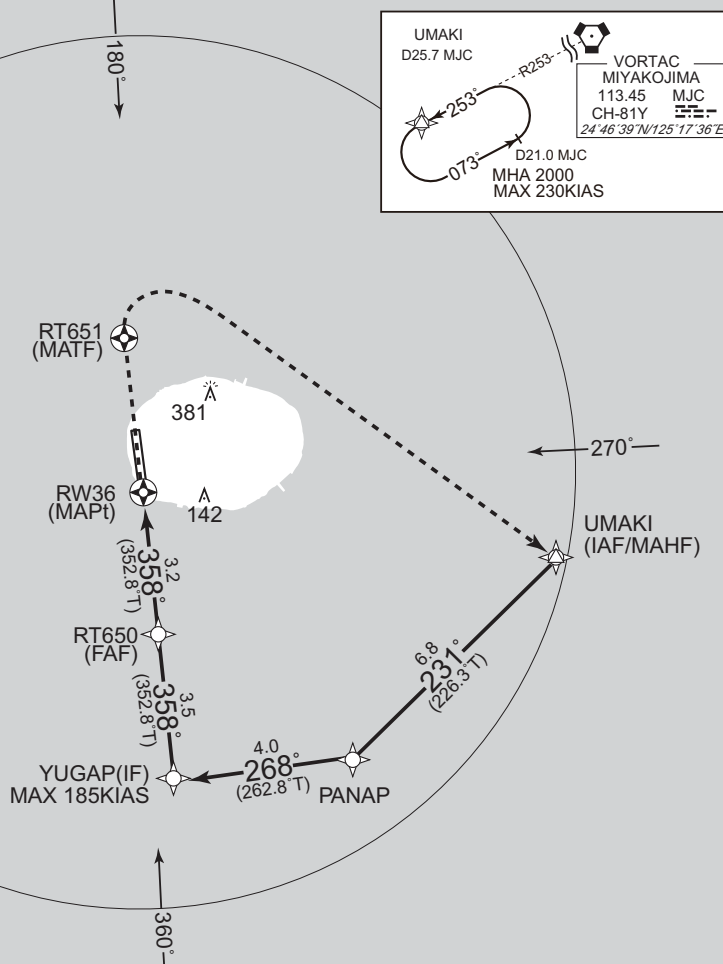 180°
UMAKI
D25.7 MJC
R253
253°
073°
D21.0 MJC
MHA 2000
MAX 230KIAS
VORTAC
MIYAKOJIMA
113.45 MJC
CH-81Y
24°46′39″N/125°17′36″E
RT651
(MATF)
381
142
270°
RW36
(MAPt)
UMAKI
(IAF/MAHF)
3.2
358°
(352.8°T)
RT650
(FAF)
3.5
358°
(352.8°T)
6.8
231°
(226.3°T)
YUGAP(IF)
MAX 185KIAS
4.0
268°
(262.8°T)
PANAP
360°